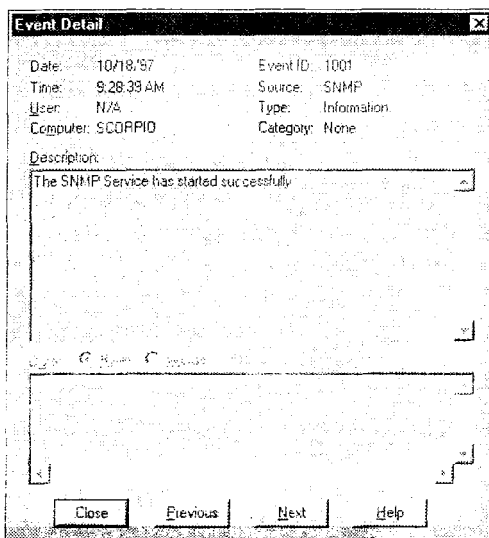 Event Detail
Date: 10/18/97 Event ID: 1001
Time: 9:28:39 AM Source: SNMP
User: N/A Type: Information
Computer: SCORPIO Category: None
Description:
The SNMP Service has started successfully
Close Previous Next Help